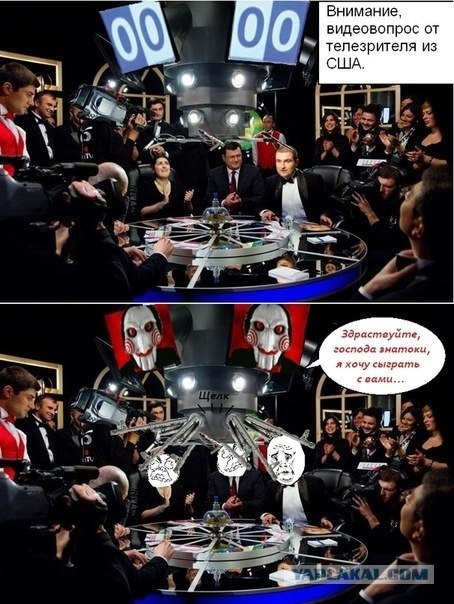 00 00
Внимание,
видеовопрос от
телезрителя из
США.
Здраствуйте,
господа знатоки,
я хочу сыграть
с вами...
Щелк
YAPLAKAL.COM